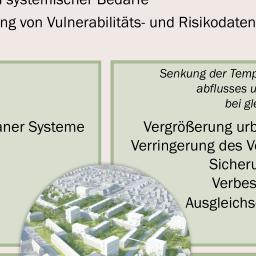 systemischer Bedarfe
ng von Vulnerabilitäts- und Risikodaten
Senkung der Temp
abflusses u
bei gle
aner Systeme
Vergrößerung urb
Verringerung des Ve
Sicheru
Verbes
Ausgleichs